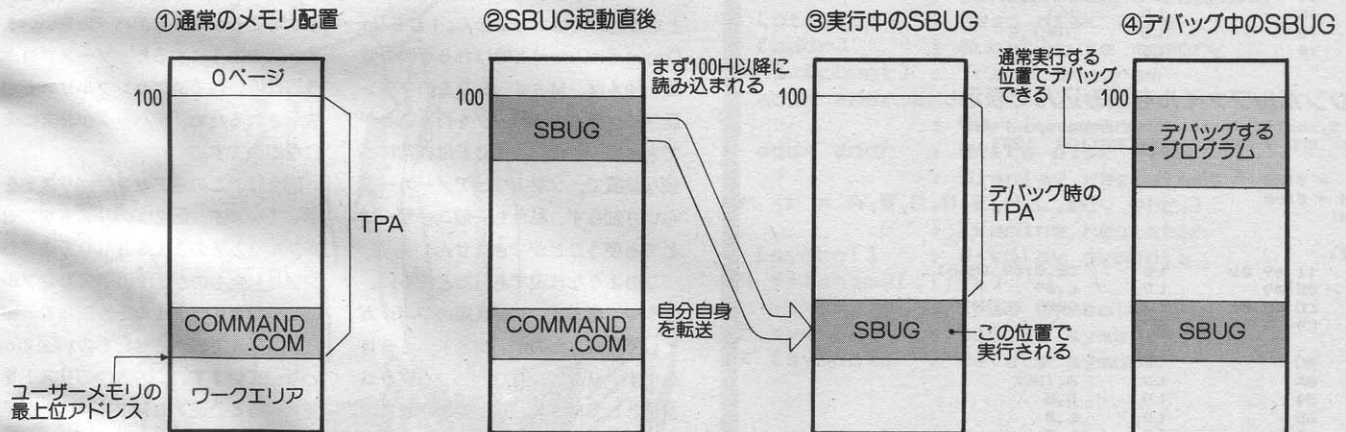 ①通常のメモリ配置
0ページ
100
TPA
COMMAND
.COM
ユーザーメモリの
最上位アドレス
ワークエリア
②SBUG起動直後
100
SBUG
まず100H以降に
読み込まれる
COMMAND
.COM
自分自身
を転送
③実行中のSBUG
100
デバッグ時の
TPA
SBUG
この位置で
実行される
④デバッグ中のSBUG
通常実行する
位置でデバッグ
できる
100
デバッグする
プログラム
SBUG